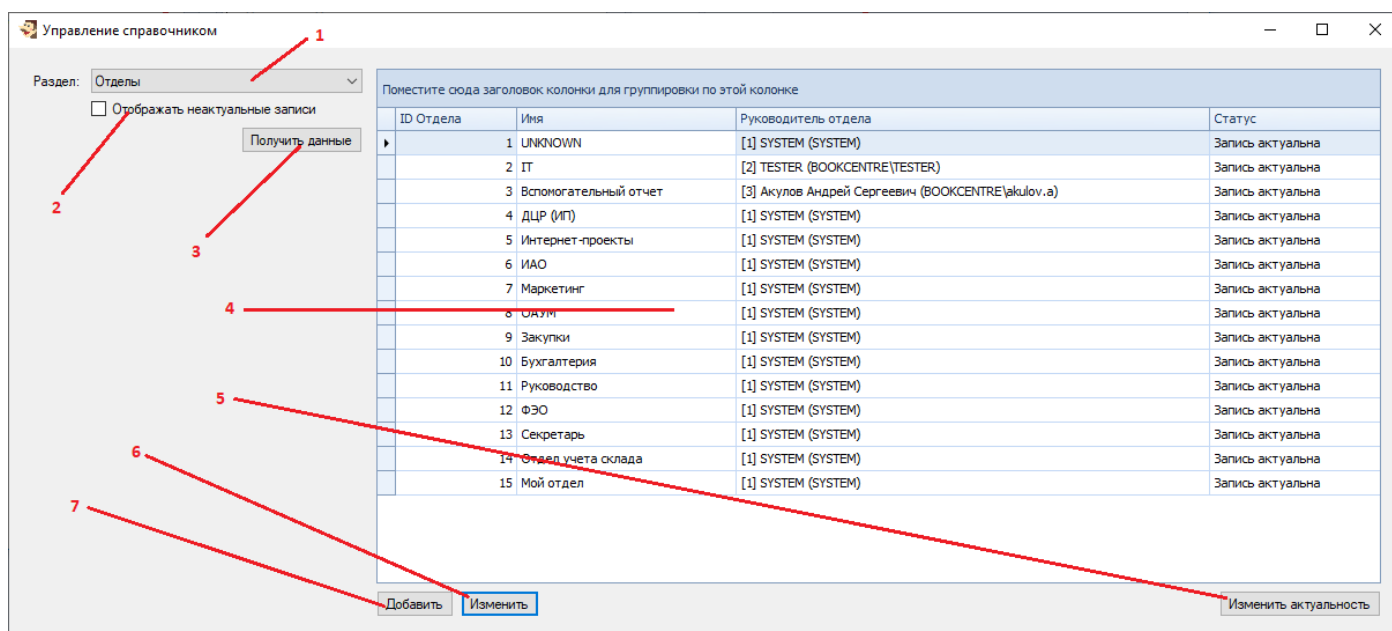 Управление справочником
1
Раздел: Отделы
Отображать неактуальные записи
Получить данные
2
3
Поместите сюда заголовок колонки для группировки по этой колонке
ID Отдела Имя Руководитель отдела Статус
1 UNKNOWN [1] SYSTEM (SYSTEM) Запись актуальна
2 IT [2] TESTER (BOOKCENTRE\TESTER) Запись актуальна
3 Вспомогательный отчет [3] Акулов Андрей Сергеевич (BOOKCENTRE\akulov.a) Запись актуальна
4 ДЦР (ИП) [1] SYSTEM (SYSTEM) Запись актуальна
5 Интернет-проекты [1] SYSTEM (SYSTEM) Запись актуальна
6 ИАО [1] SYSTEM (SYSTEM) Запись актуальна
7 Маркетинг [1] SYSTEM (SYSTEM) Запись актуальна
4
8 ОАУМ [1] SYSTEM (SYSTEM) Запись актуальна
9 Закупки [1] SYSTEM (SYSTEM) Запись актуальна
10 Бухгалтерия [1] SYSTEM (SYSTEM) Запись актуальна
11 Руководство [1] SYSTEM (SYSTEM) Запись актуальна
5
12 ФЭО [1] SYSTEM (SYSTEM) Запись актуальна
13 Секретарь [1] SYSTEM (SYSTEM) Запись актуальна
6
14 Отдел учета склада [1] SYSTEM (SYSTEM) Запись актуальна
15 Мой отдел [1] SYSTEM (SYSTEM) Запись актуальна
7
Добавить Изменить Изменить актуальность